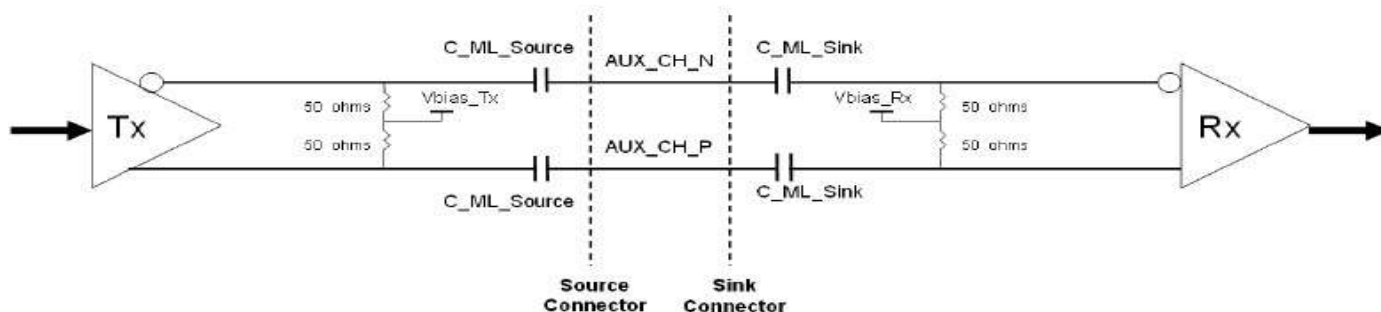 C_ML_Source
AUX_CH_N
C_ML_Sink
50 ohms
Vbias_Tx
Vbias_Rx
50 ohms
Tx
Rx
50 ohms
50 ohms
AUX_CH_P
C_ML_Source
C_ML_Sink
Source
Connector
Sink
Connector